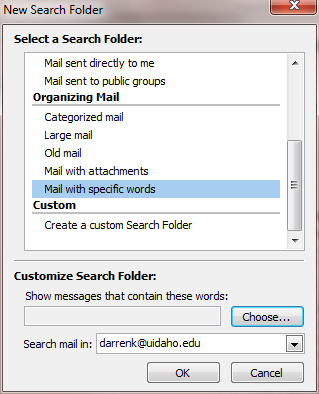 New Search Folder
Select a Search Folder:
Mail sent directly to me
Mail sent to public groups
Organizing Mail
Categorized mail
Large mail
Old mail
Mail with attachments
Mail with specific words
Custom
Create a custom Search Folder
Customize Search Folder:
Show messages that contain these words:
Choose...
Search mail in: darrenk@uidaho.edu
OK Cancel